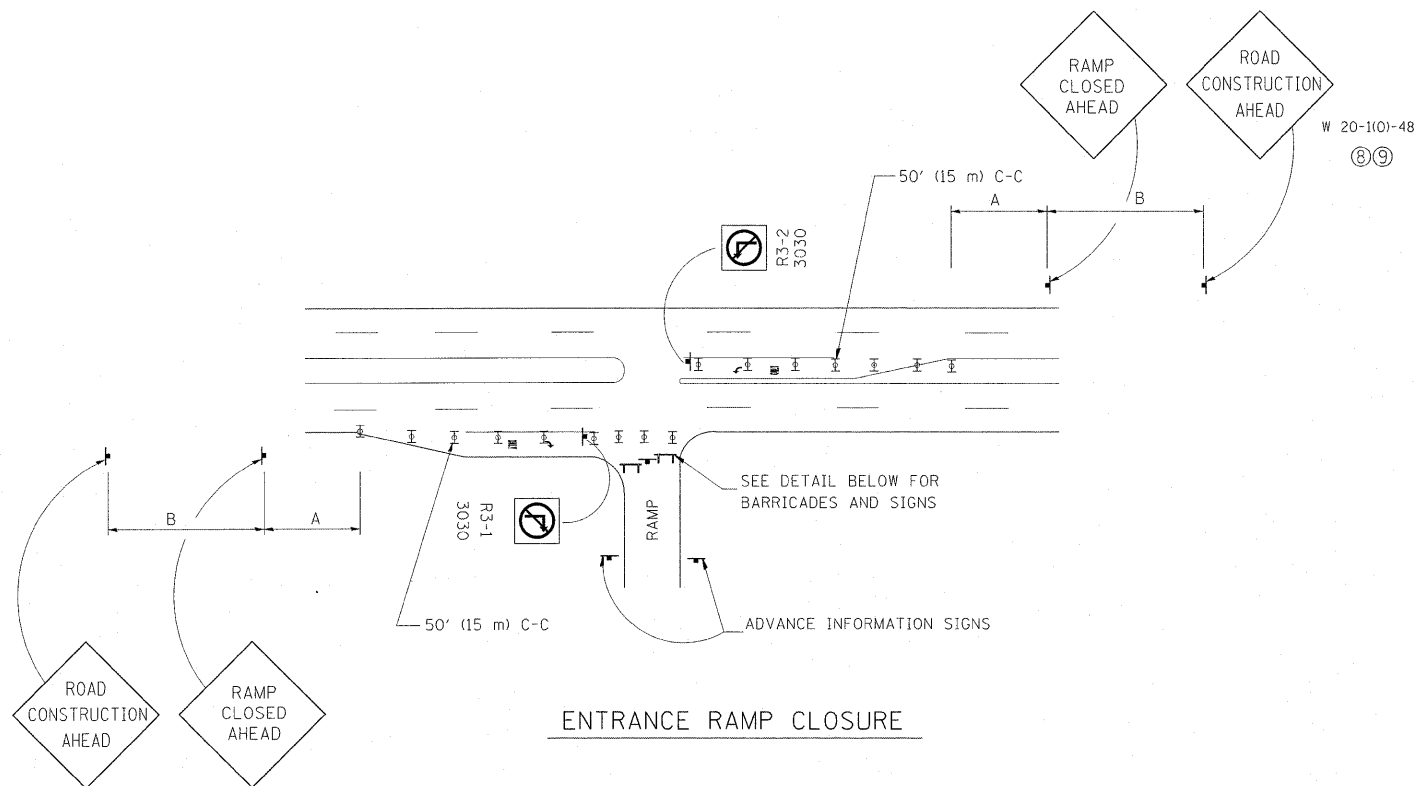 RAMP
CLOSED
AHEAD
ROAD
CONSTRUCTION
AHEAD
W 20-1(0)-48
⑧⑨
50' (15 m) C-C
A
B
R3-2
3030
SEE DETAIL BELOW FOR
BARRICADES AND SIGNS
B
A
R3-1
3030
RAMP
50' (15 m) C-C
ADVANCE INFORMATION SIGNS
ROAD
CONSTRUCTION
AHEAD
RAMP
CLOSED
AHEAD
ENTRANCE RAMP CLOSURE